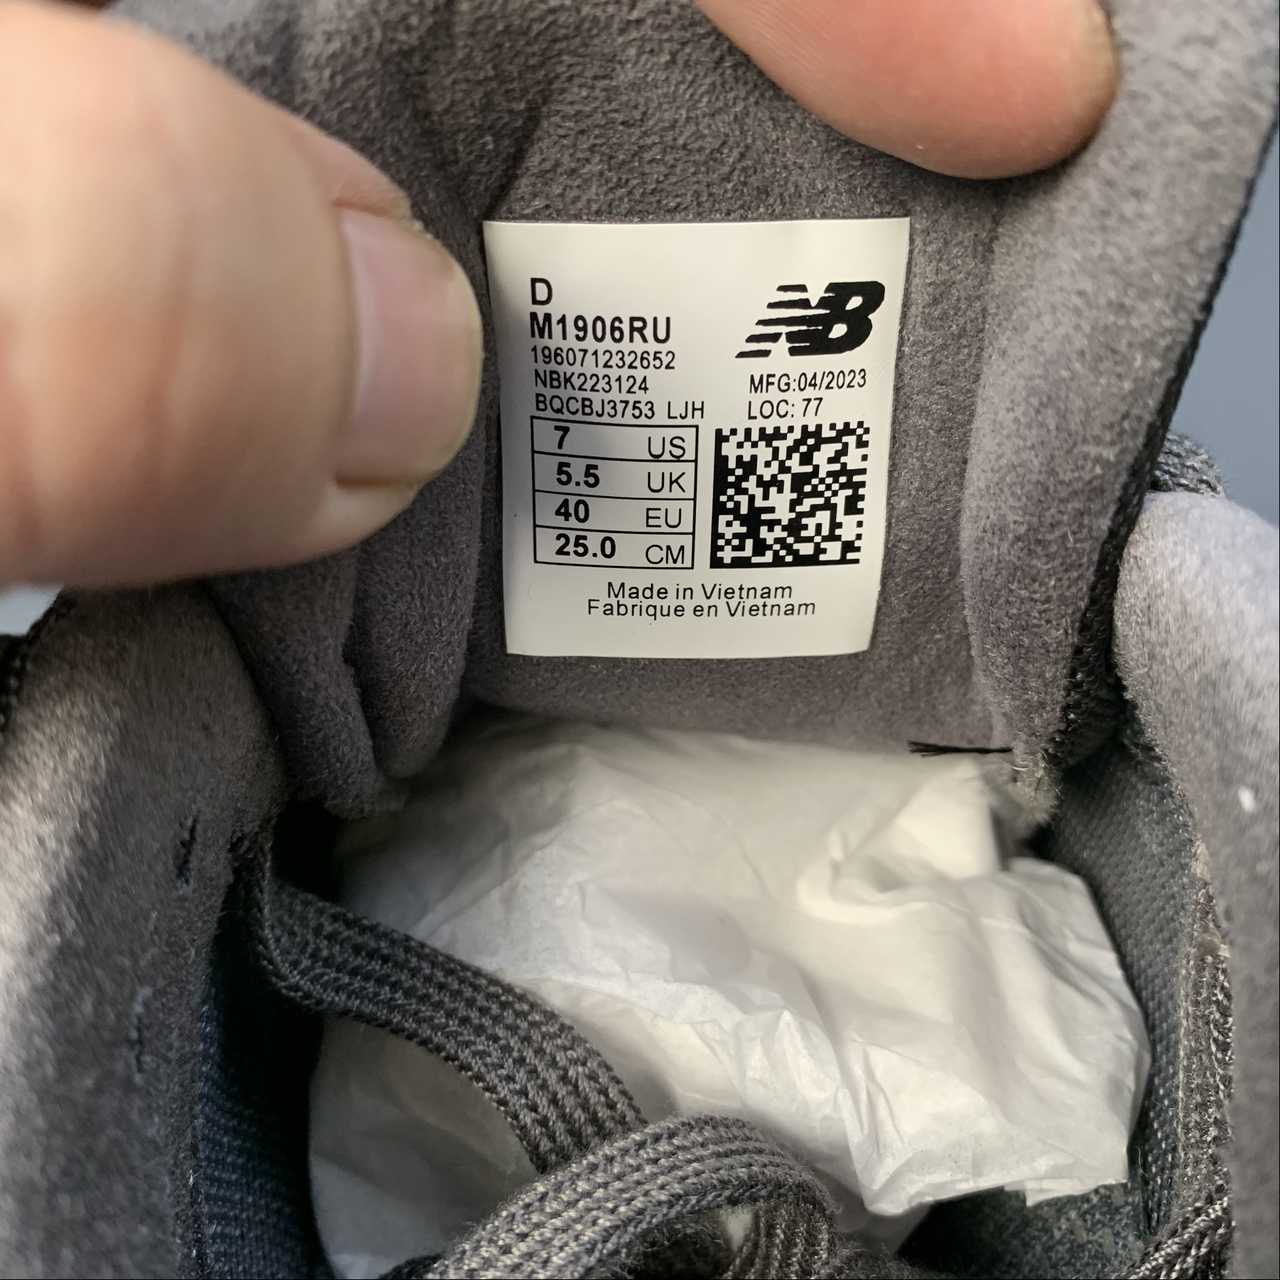 D
M1906RU
196071232652
NBK223124
BQCBJ3753 LJH
NB
MFG:04/2023
LOC: 77
7 US
5.5 UK
40 EU
25.0 CM
Made in Vietnam
Fabrique en Vietnam